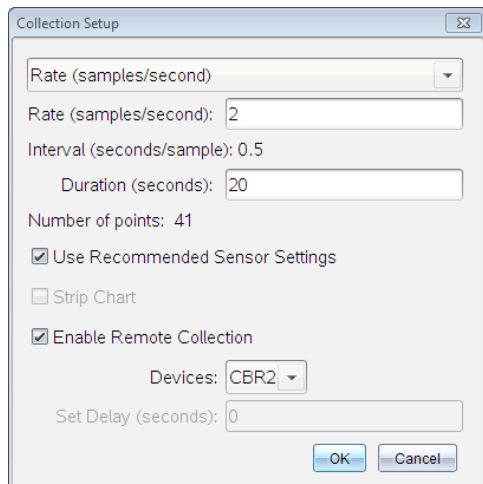 Collection Setup
Rate (samples/second)
Rate (samples/second): 2
Interval (seconds/sample): 0.5
Duration (seconds): 20
Number of points: 41
Use Recommended Sensor Settings
Strip Chart
Enable Remote Collection
Devices: CBR2
Set Delay (seconds): 0
OK Cancel